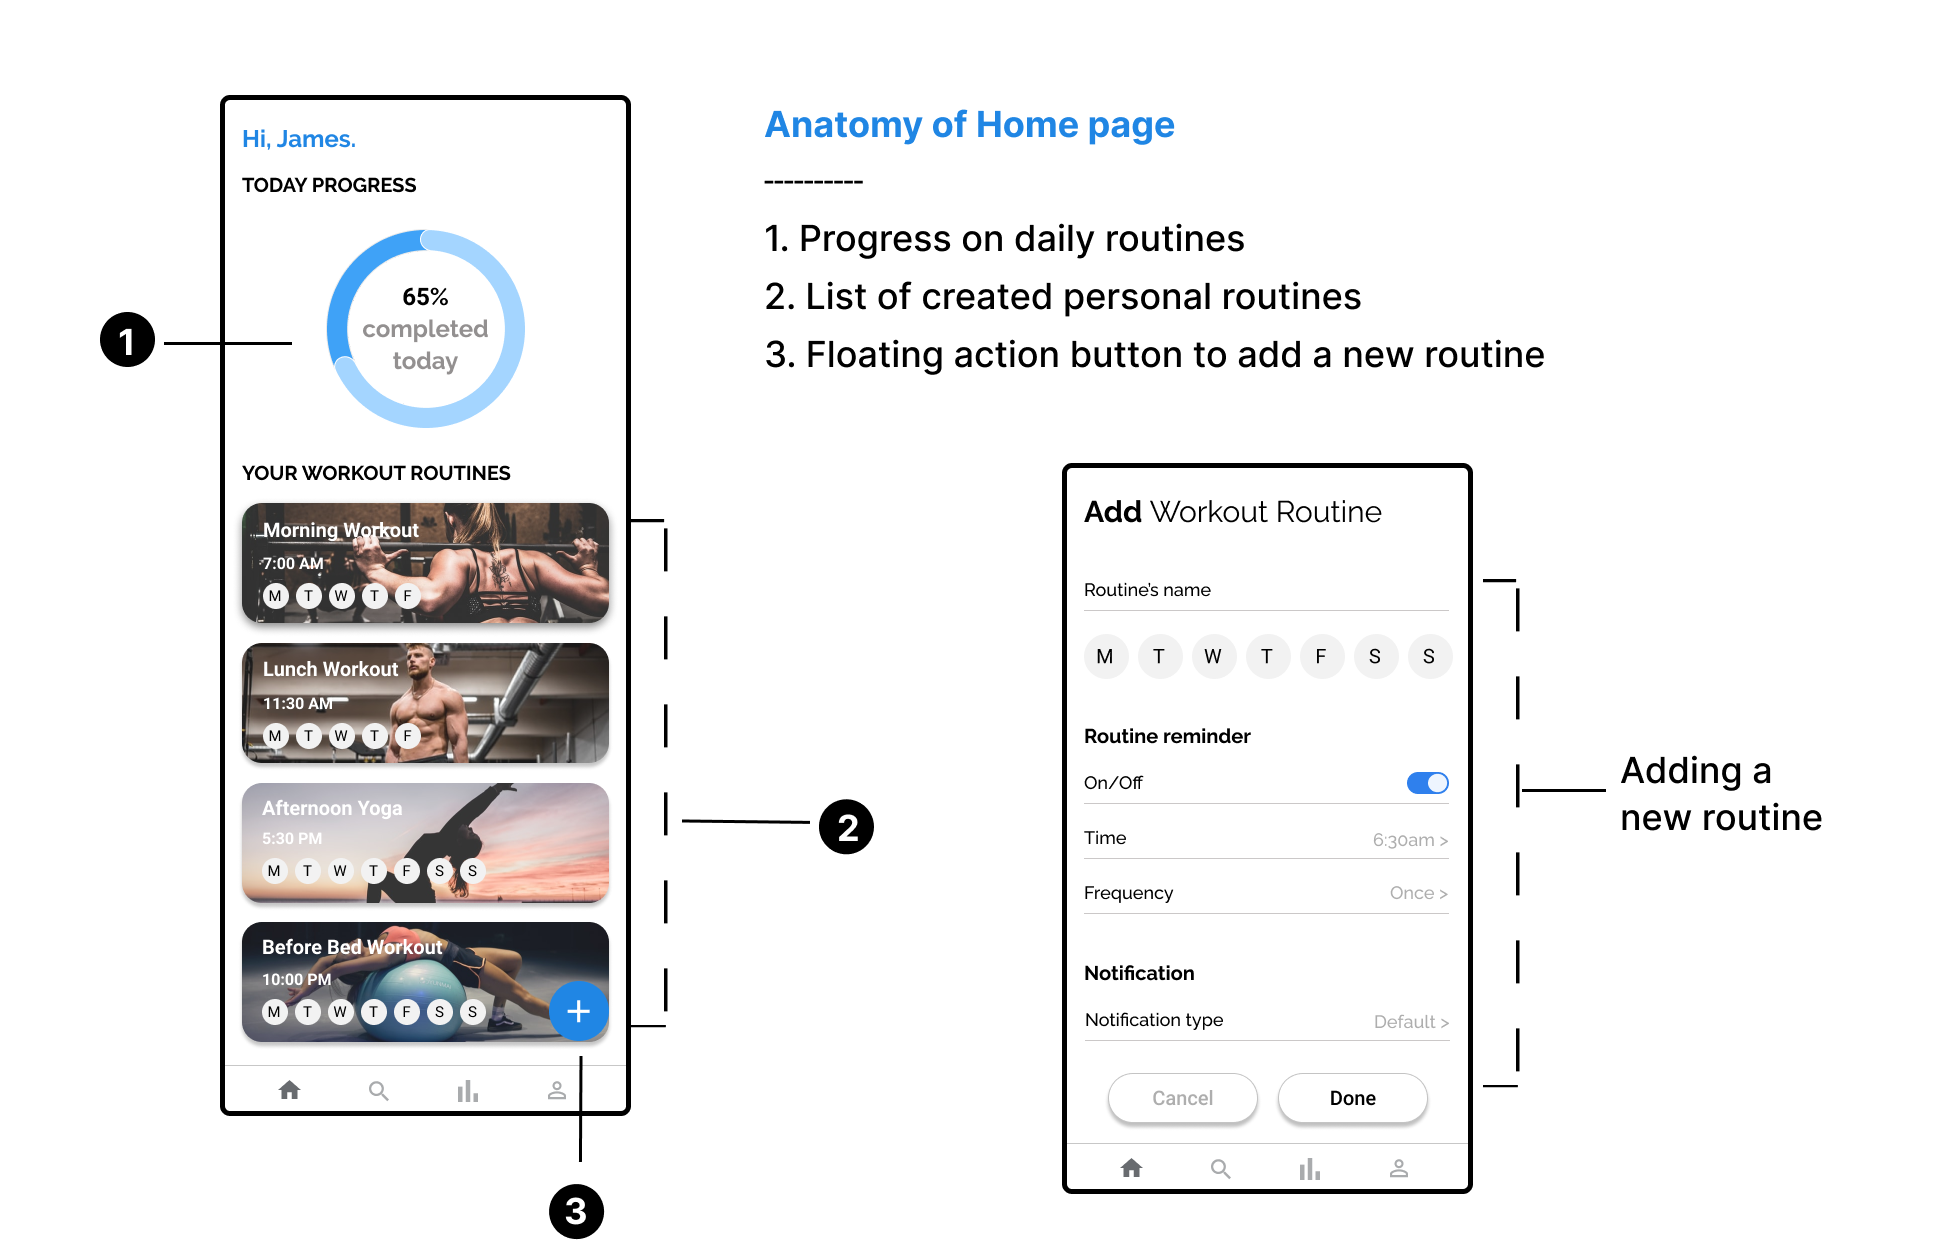 Hi, James.
TODAY PROGRESS
65%
completed
today
1
YOUR WORKOUT ROUTINES
Morning Workout
7:00 AM
M T W T F
Lunch Workout
11:30 AM
M T W T F
Afternoon Yoga
5:30 PM
M T W T F S S
Before Bed Workout
10:00 PM
M T W T F S S
+
2
3
Anatomy of Home page
----------
1. Progress on daily routines
2. List of created personal routines
3. Floating action button to add a new routine
Add Workout Routine
Routine’s name
M T W T F S S
Routine reminder
On/Off
Time 6:30am >
Frequency Once >
Notification
Notification type Default >
Cancel Done
Adding a
new routine